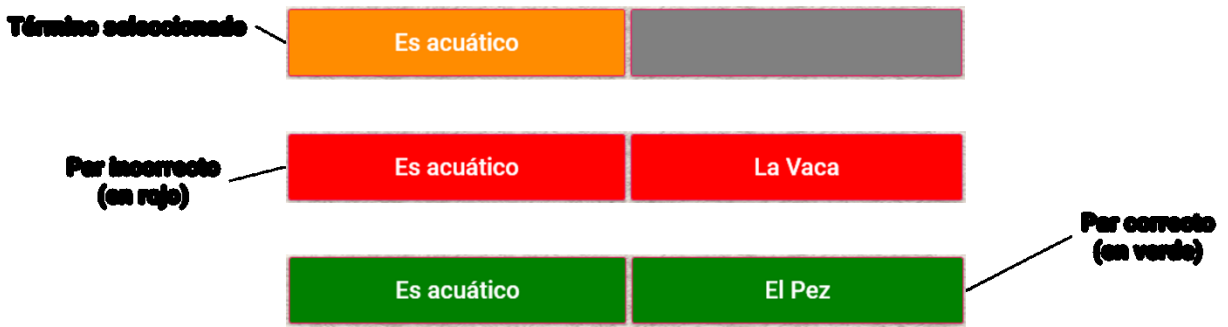 Término seleccionado
Es acuático
Par incorrecto
(en rojo)
Es acuático
La Vaca
Par correcto
(en verde)
Es acuático
El Pez